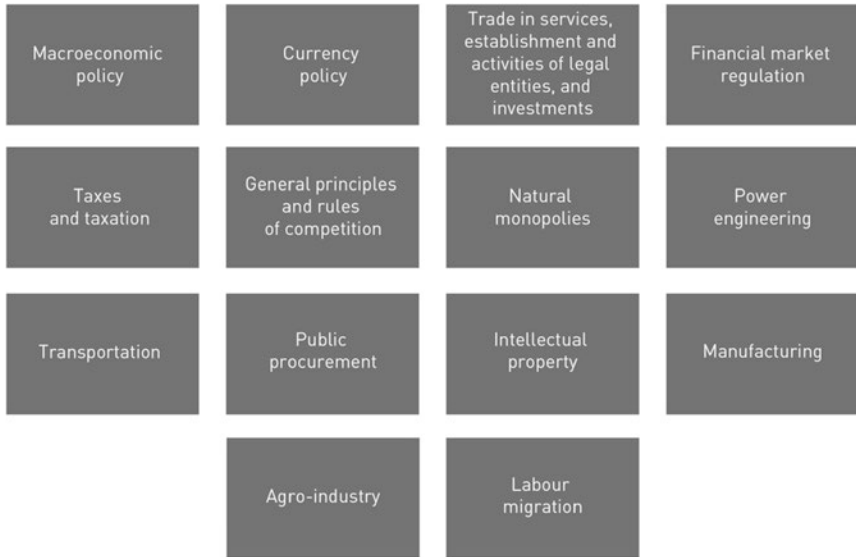 Macroeconomic
policy
Currency
policy
Trade in services,
establishment and
activities of legal
entities, and
investments
Financial market
regulation
Taxes
and taxation
General principles
and rules
of competition
Natural
monopolies
Power
engineering
Transportation
Public
procurement
Intellectual
property
Manufacturing
Agro-industry
Labour
migration